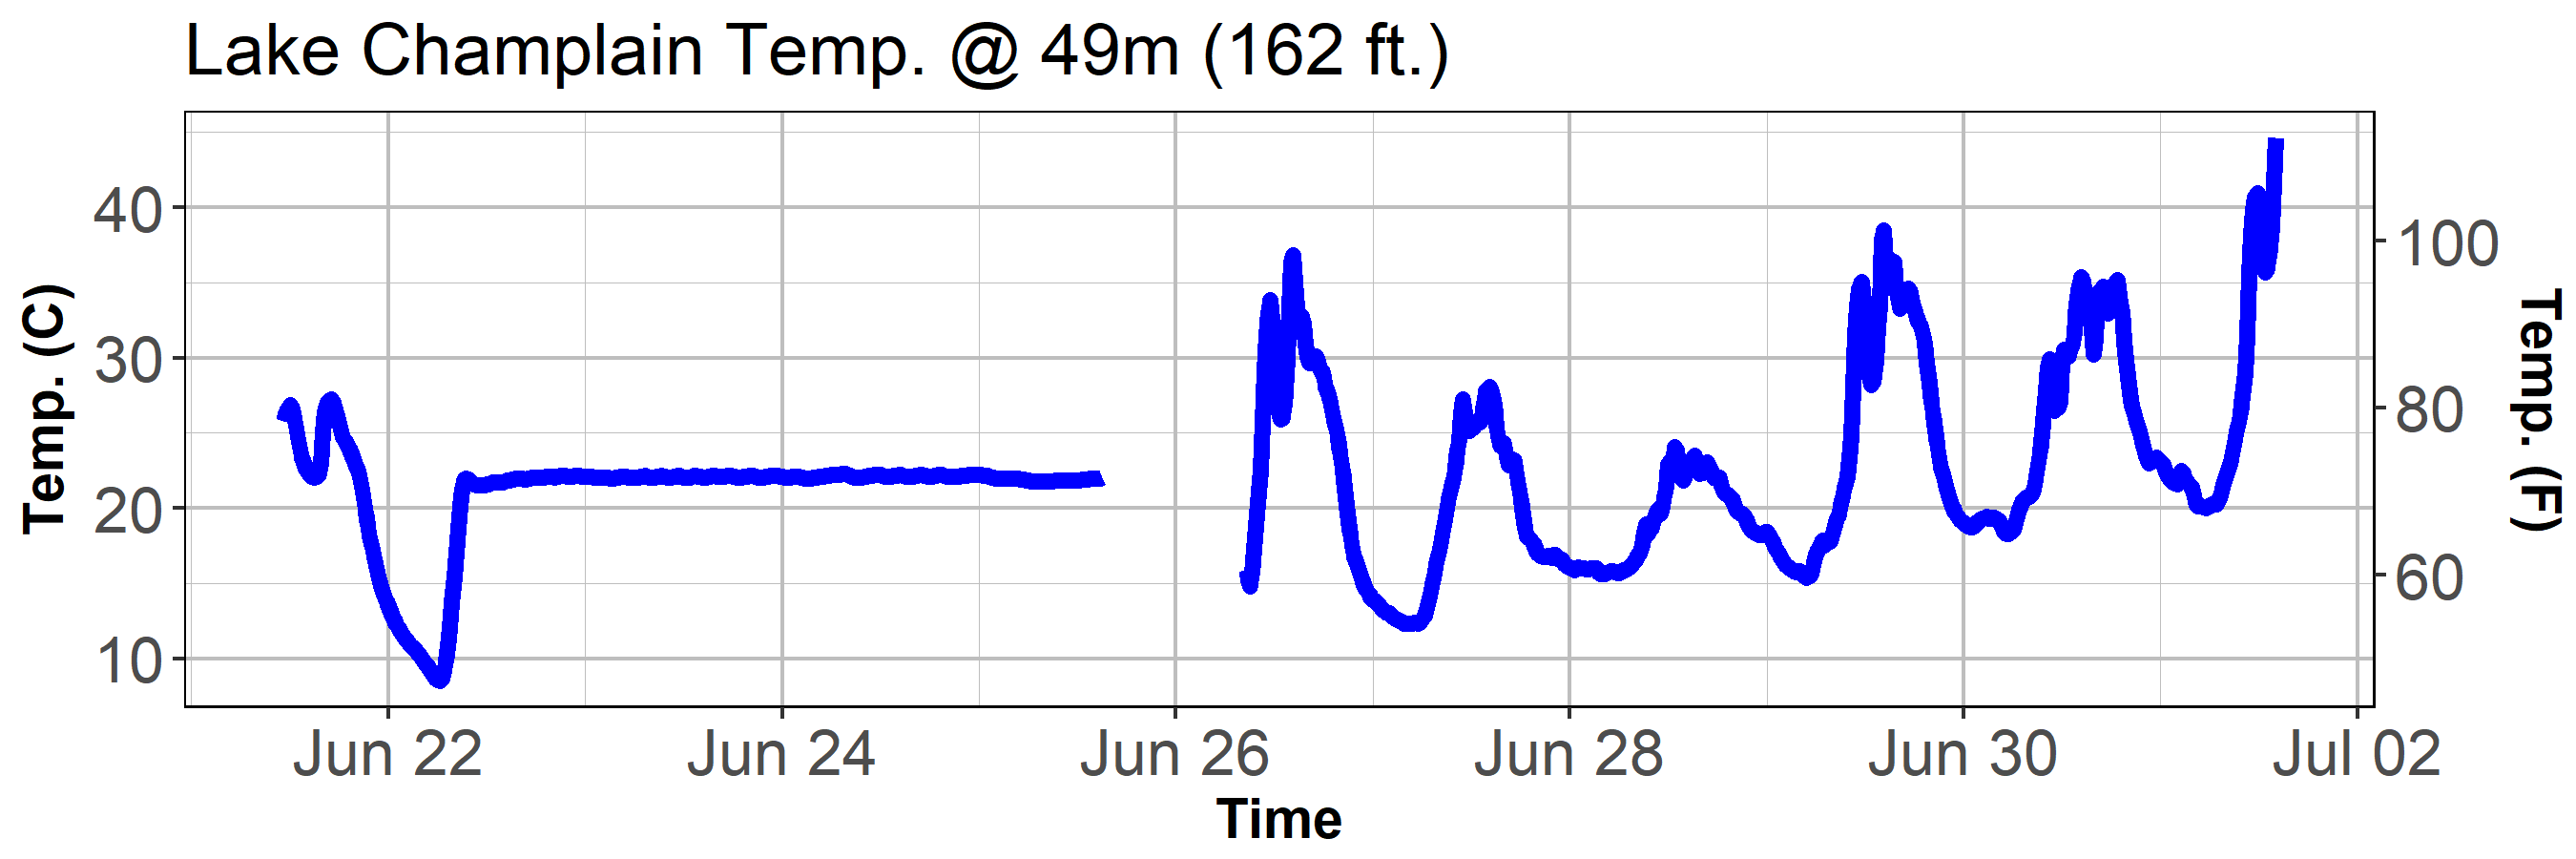 Lake Champlain Temp. @ 49m (162 ft.)
Temp. (C)
40
30
20
10
100
80
60
Temp. (F)
Jun 22
Jun 24
Jun 26
Jun 28
Jun 30
Jul 02
Time